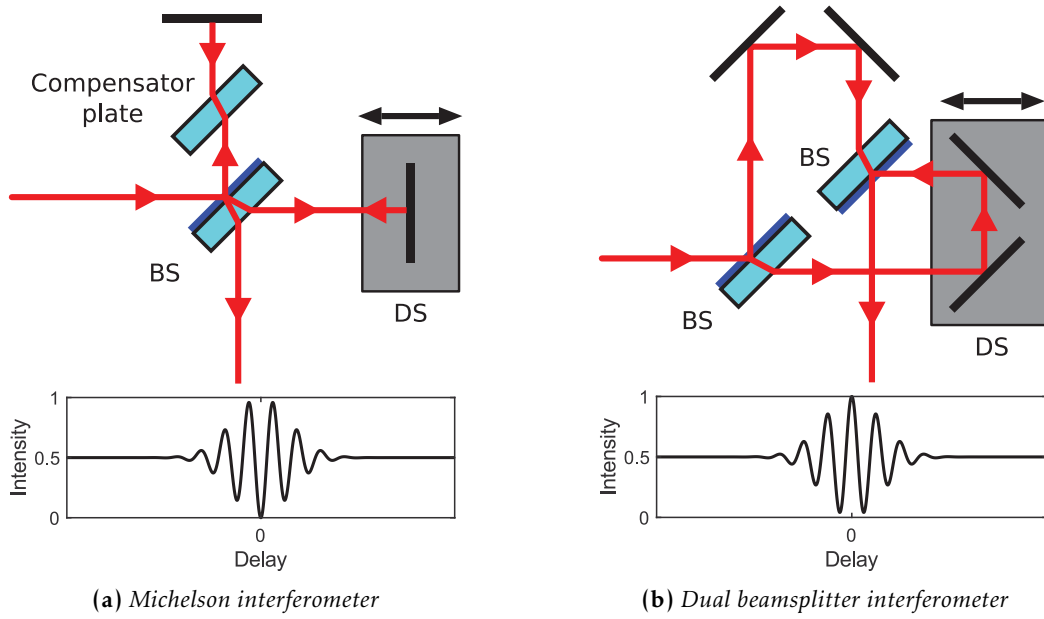 Compensator
plate
BS
DS
1
0.5
0
Intensity
0
Delay
(a) Michelson interferometer
BS
BS
DS
1
0.5
0
Intensity
0
Delay
(b) Dual beamsplitter interferometer